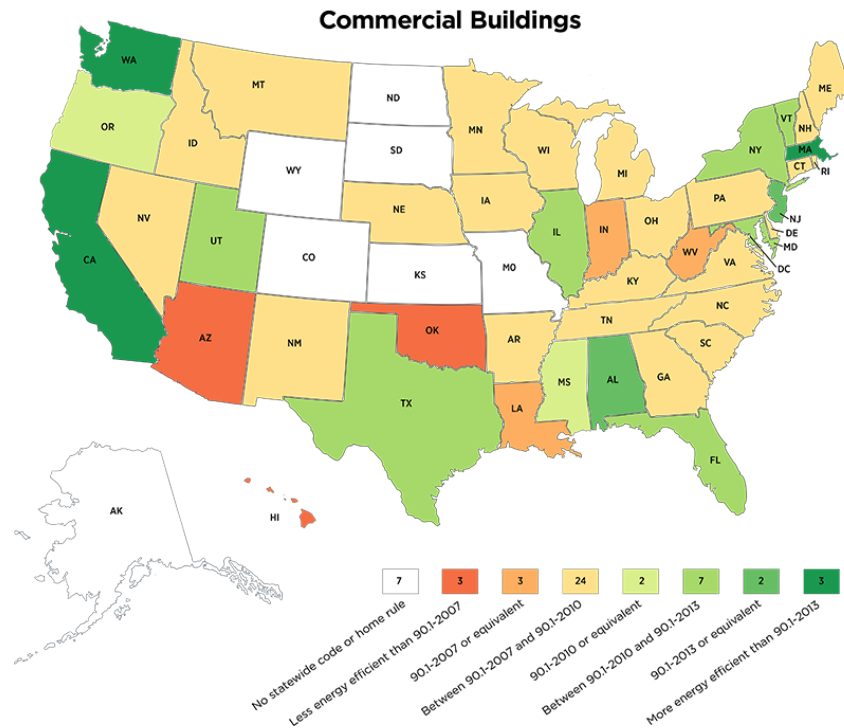 Commercial Buildings
WA
MT
ND
MN
ME
VT
NH
OR
ID
SD
WI
NY
MA
CT
RI
WY
MI
NV
NE
IA
PA
NJ
UT
IL
IN
OH
DE
MD
CA
CO
KS
MO
WV
VA
DC
KY
AZ
NM
OK
AR
TN
NC
SC
TX
LA
MS
AL
GA
FL
AK
HI
7
3
3
24
2
7
2
3
No statewide code or home rule
Less energy efficient than 90.1-2007
90.1-2007 or equivalent
Between 90.1-2007 and 90.1-2010
90.1-2010 or equivalent
Between 90.1-2010 and 90.1-2013
90.1-2013 or equivalent
More energy efficient than 90.1-2013